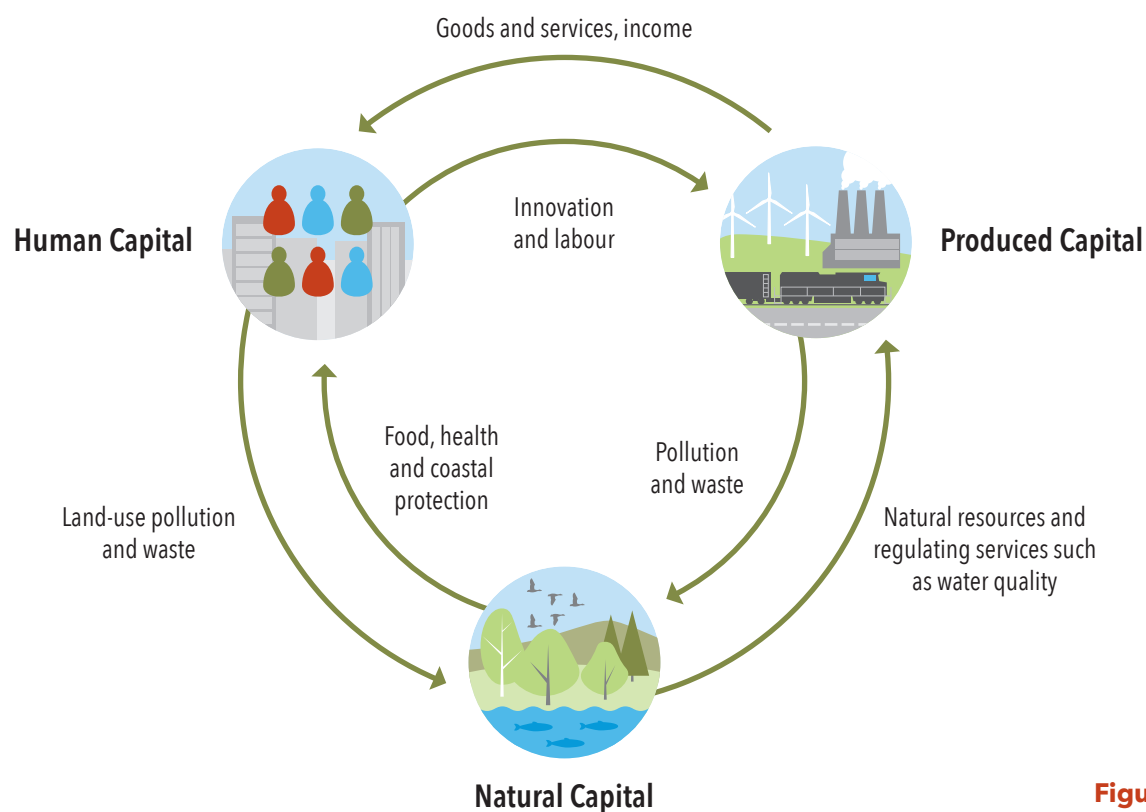 Goods and services, income
Innovation
and labour
Human Capital
Produced Capital
Food, health
and coastal
protection
Pollution
and waste
Land-use pollution
and waste
Natural resources and
regulating services such
as water quality
Natural Capital
Figu